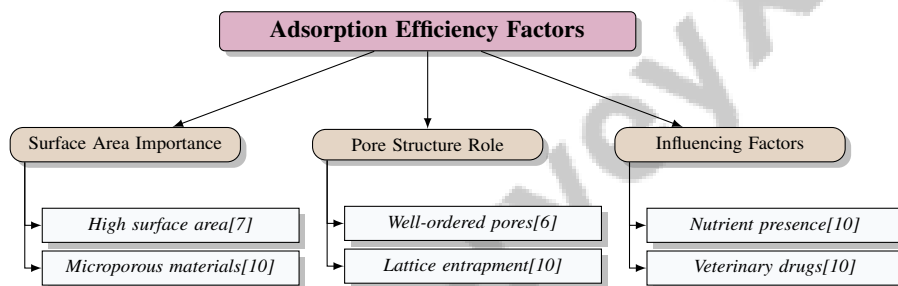 Adsorption Efficiency Factors
Surface Area Importance
Pore Structure Role
Influencing Factors
High surface area[7]
Microporous materials[10]
Well-ordered pores[6]
Lattice entrapment[10]
Nutrient presence[10]
Veterinary drugs[10]